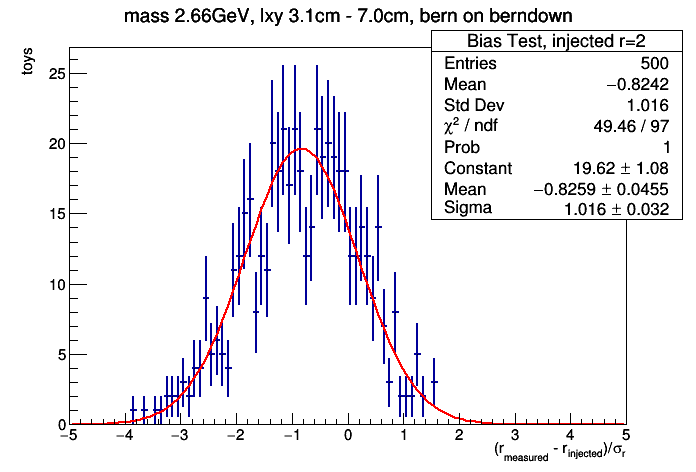 mass 2.66GeV, lxy 3.1cm - 7.0cm, bern on berndown
Bias Test, injected r=2
Entries 500
Mean −0.8242
Std Dev 1.016
χ² / ndf 49.46 / 97
Prob 1
Constant 19.62 ± 1.08
Mean −0.8259 ± 0.0455
Sigma 1.016 ± 0.032
toys
25
20
15
10
5
0
−5 −4 −3 −2 −1 0 1 2 3 4 5
(r_measured - r_injected)/σ_r